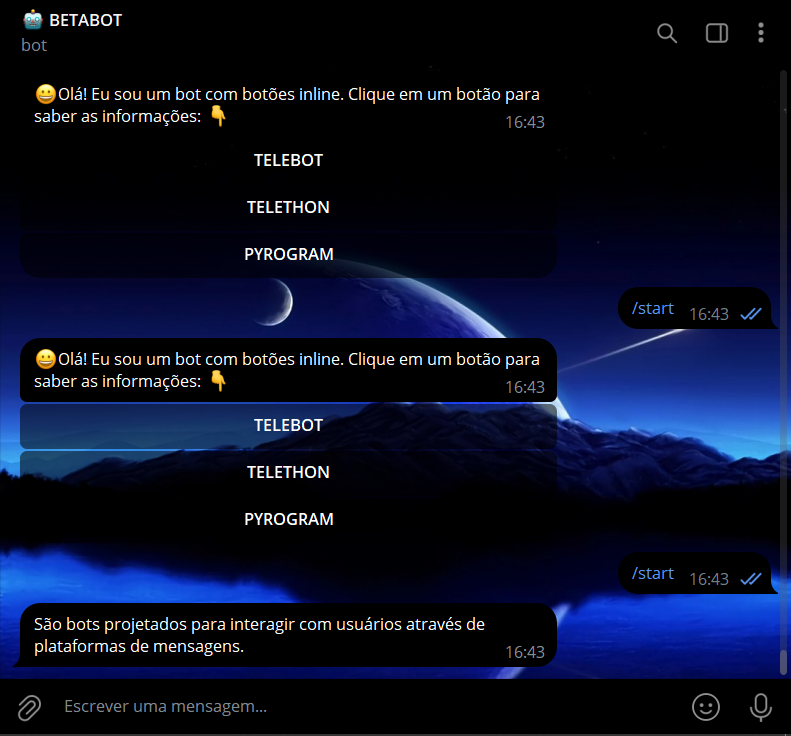 🤖 BETABOT
bot
😀Olá! Eu sou um bot com botões inline. Clique em um botão para
saber as informações: 👇
16:43
TELEBOT
TELETHON
PYROGRAM
/start 16:43
😀Olá! Eu sou um bot com botões inline. Clique em um botão para
saber as informações: 👇
16:43
TELEBOT
TELETHON
PYROGRAM
/start 16:43
São bots projetados para interagir com usuários através de
plataformas de mensagens.
16:43
Escrever uma mensagem...